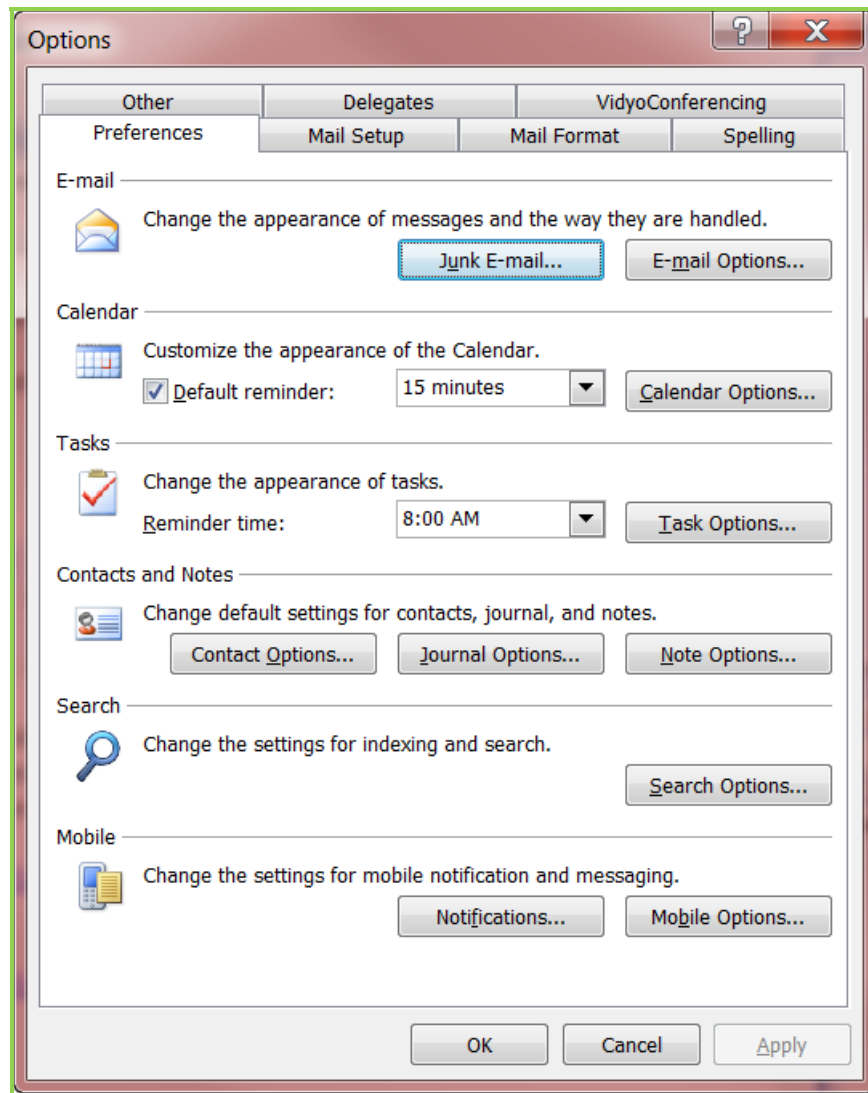 Options
Other Delegates VidyoConferencing
Preferences Mail Setup Mail Format Spelling
E-mail
Change the appearance of messages and the way they are handled.
Junk E-mail... E-mail Options...
Calendar
Customize the appearance of the Calendar.
Default reminder: 15 minutes Calendar Options...
Tasks
Change the appearance of tasks.
Reminder time: 8:00 AM Task Options...
Contacts and Notes
Change default settings for contacts, journal, and notes.
Contact Options... Journal Options... Note Options...
Search
Change the settings for indexing and search.
Search Options...
Mobile
Change the settings for mobile notification and messaging.
Notifications... Mobile Options...
OK Cancel Apply